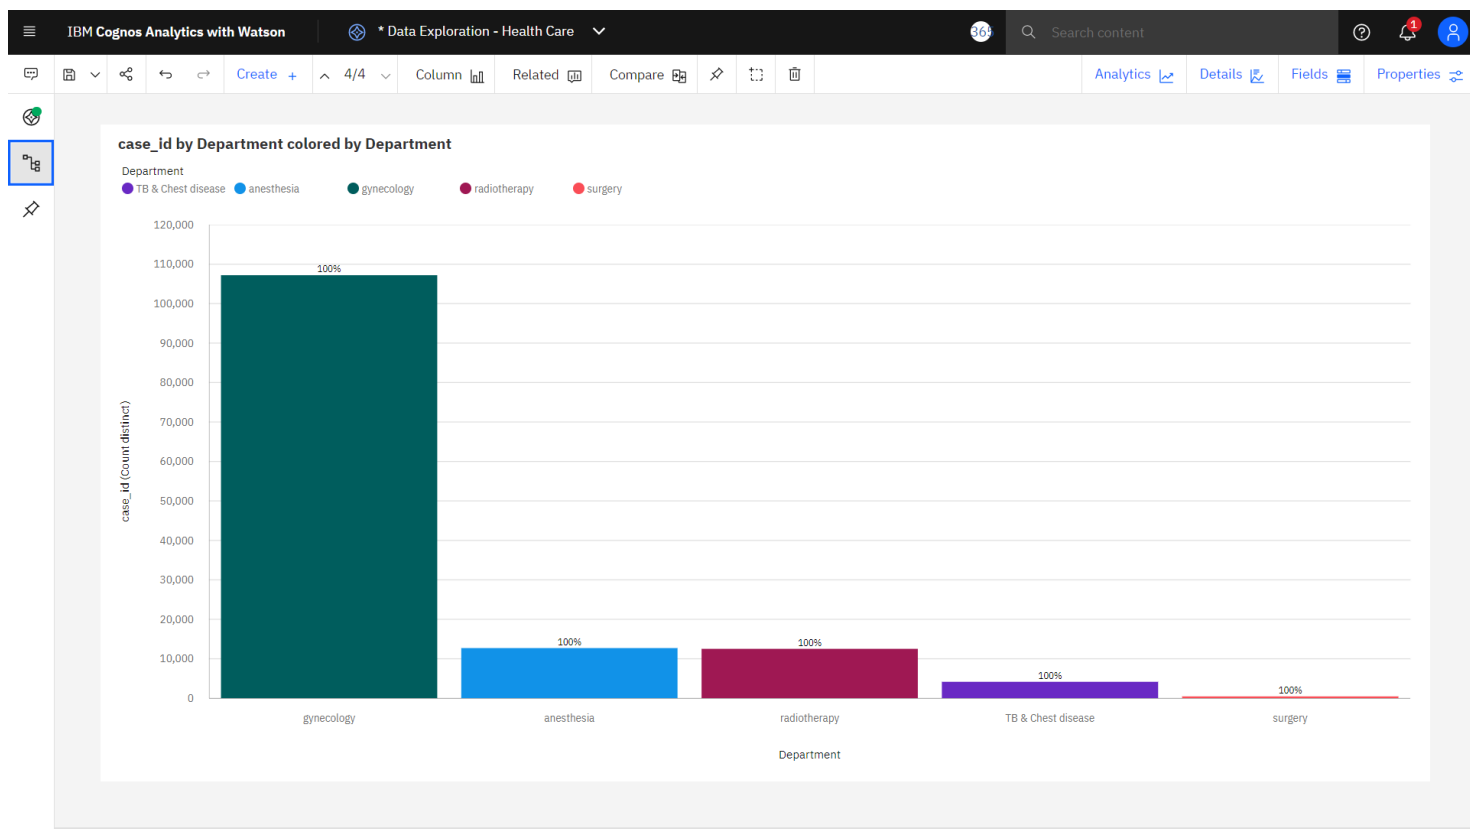 IBM Cognos Analytics with Watson
* Data Exploration - Health Care
365
Search content
1
Create +
4/4
Column
Related
Compare
Analytics
Details
Fields
Properties
case_id by Department colored by Department
Department
TB & Chest disease
anesthesia
gynecology
radiotherapy
surgery
120,000
110,000
100,000
90,000
80,000
70,000
60,000
50,000
40,000
30,000
20,000
10,000
0
case_id (Count distinct)
100%
100%
100%
100%
100%
gynecology
anesthesia
radiotherapy
TB & Chest disease
surgery
Department